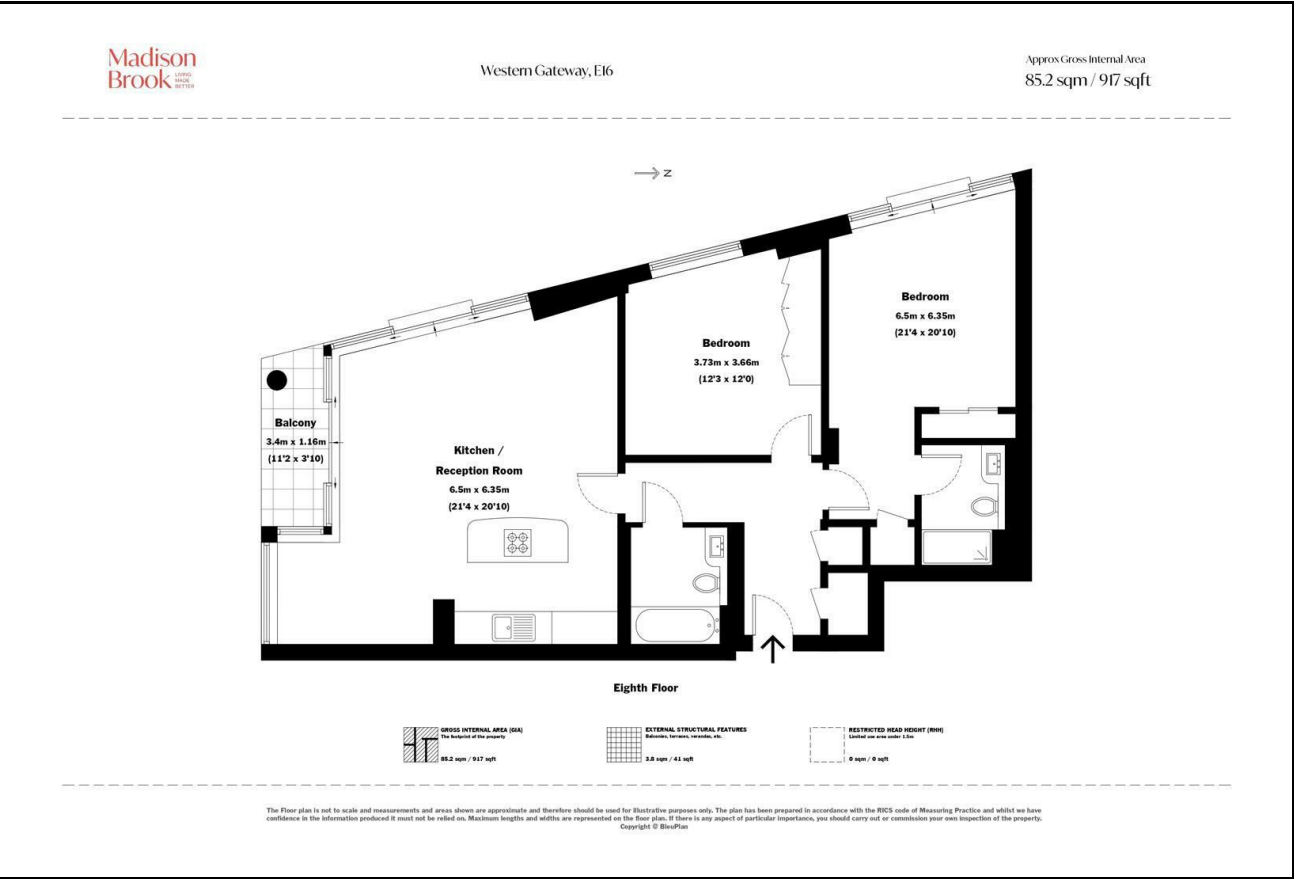 Madison
Brook LIVING
MADE
BETTER
Western Gateway, E16
Approx Gross Internal Area
85.2 sqm / 917 sqft
N
Bedroom
6.5m x 6.35m
(21'4 x 20'10)
Bedroom
3.73m x 3.66m
(12'3 x 12'0)
Balcony
3.4m x 1.16m
(11'2 x 3'10)
Kitchen /
Reception Room
6.5m x 6.35m
(21'4 x 20'10)
Eighth Floor
GROSS INTERNAL AREA (GIA)
The footprint of the property
85.2 sqm / 917 sqft
EXTERNAL STRUCTURAL FEATURES
Balconies, terraces, verandas, etc.
3.8 sqm / 41 sqft
RESTRICTED HEAD HEIGHT (RHH)
Limited use area under 1.5m
0 sqm / 0 sqft
The Floor plan is not to scale and measurements and areas shown are approximate and therefore should be used for illustrative purposes only. The plan has been prepared in accordance with the RICS code of Measuring Practice and whilst we have
confidence in the information produced it must not be relied on. Maximum lengths and widths are represented on the floor plan. If there is any aspect of particular importance, you should carry out or commission your own inspection of the property.
Copyright @ BleuPlan